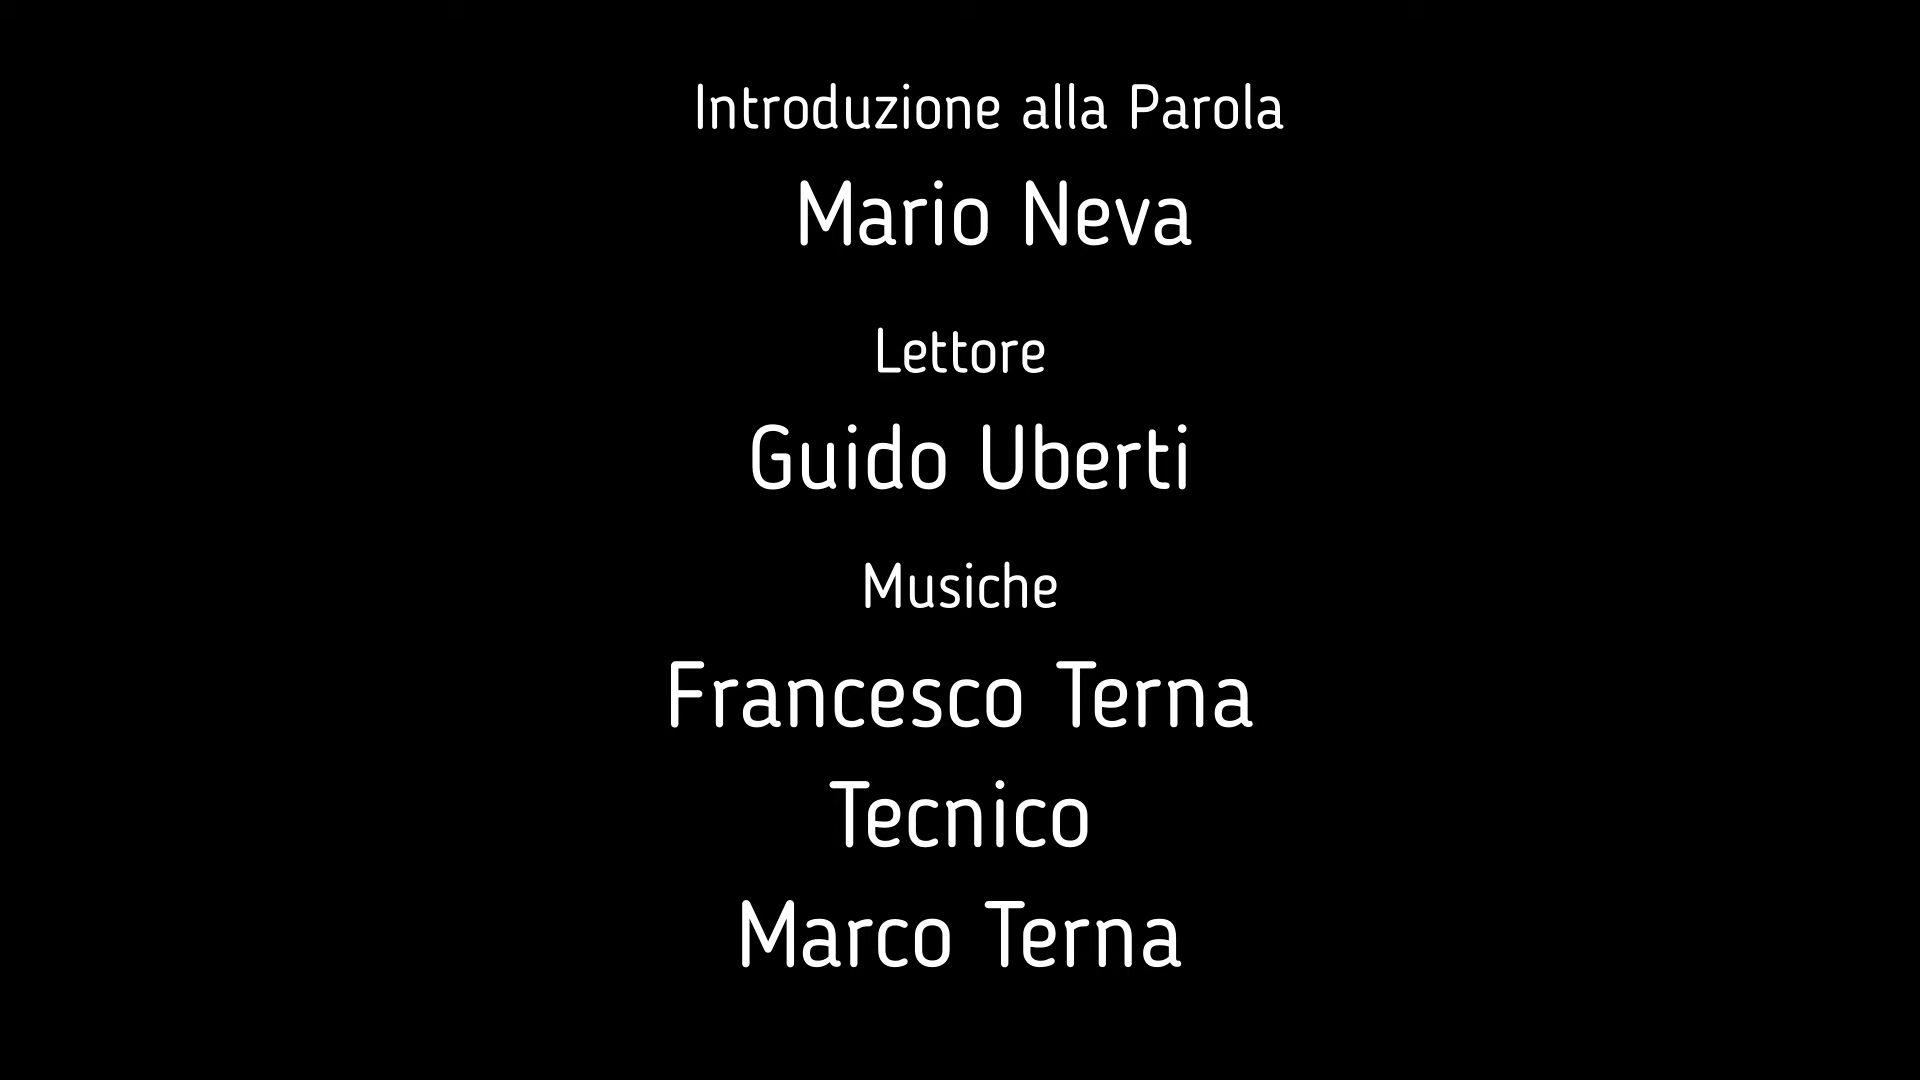 Introduzione alla Parola
Mario Neva
Lettore
Guido Uberti
Musiche
Francesco Terna
Tecnico
Marco Terna